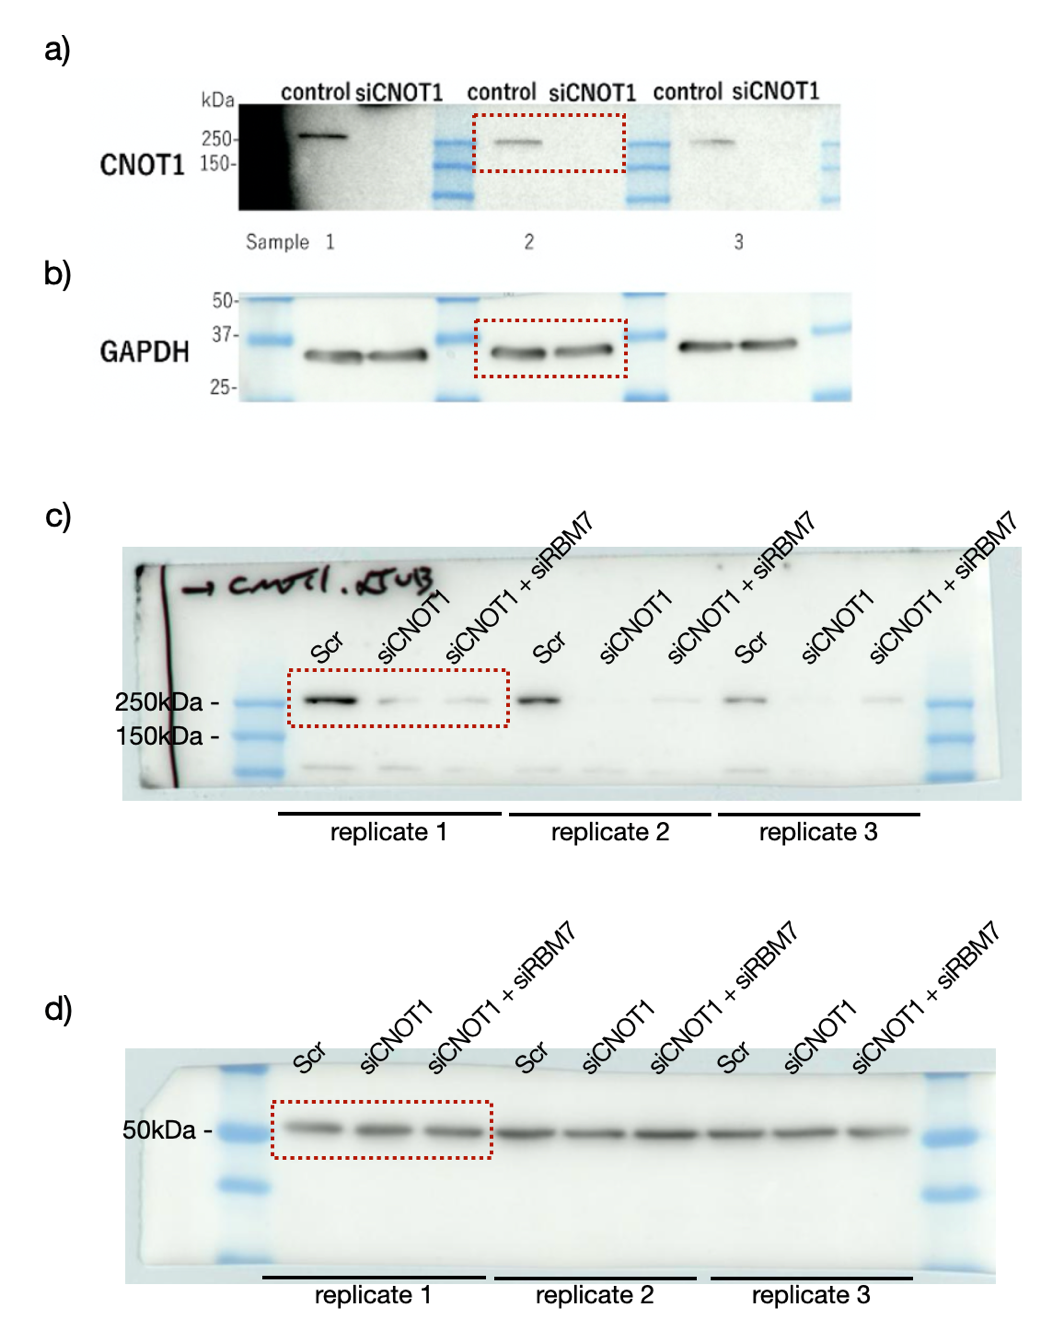 a)
control siCNOT1 control siCNOT1 control siCNOT1
kDa
250-
CNOT1 150-
Sample 1 2 3
b)
50-
37-
GAPDH
25-
c)
Scr siCNOT1 siCNOT1 + siRBM7 Scr siCNOT1 siCNOT1 + siRBM7 Scr siCNOT1 siCNOT1 + siRBM7
250kDa -
150kDa -
replicate 1 replicate 2 replicate 3
d)
Scr siCNOT1 siCNOT1 + siRBM7 Scr siCNOT1 siCNOT1 + siRBM7 Scr siCNOT1 siCNOT1 + siRBM7
50kDa -
replicate 1 replicate 2 replicate 3